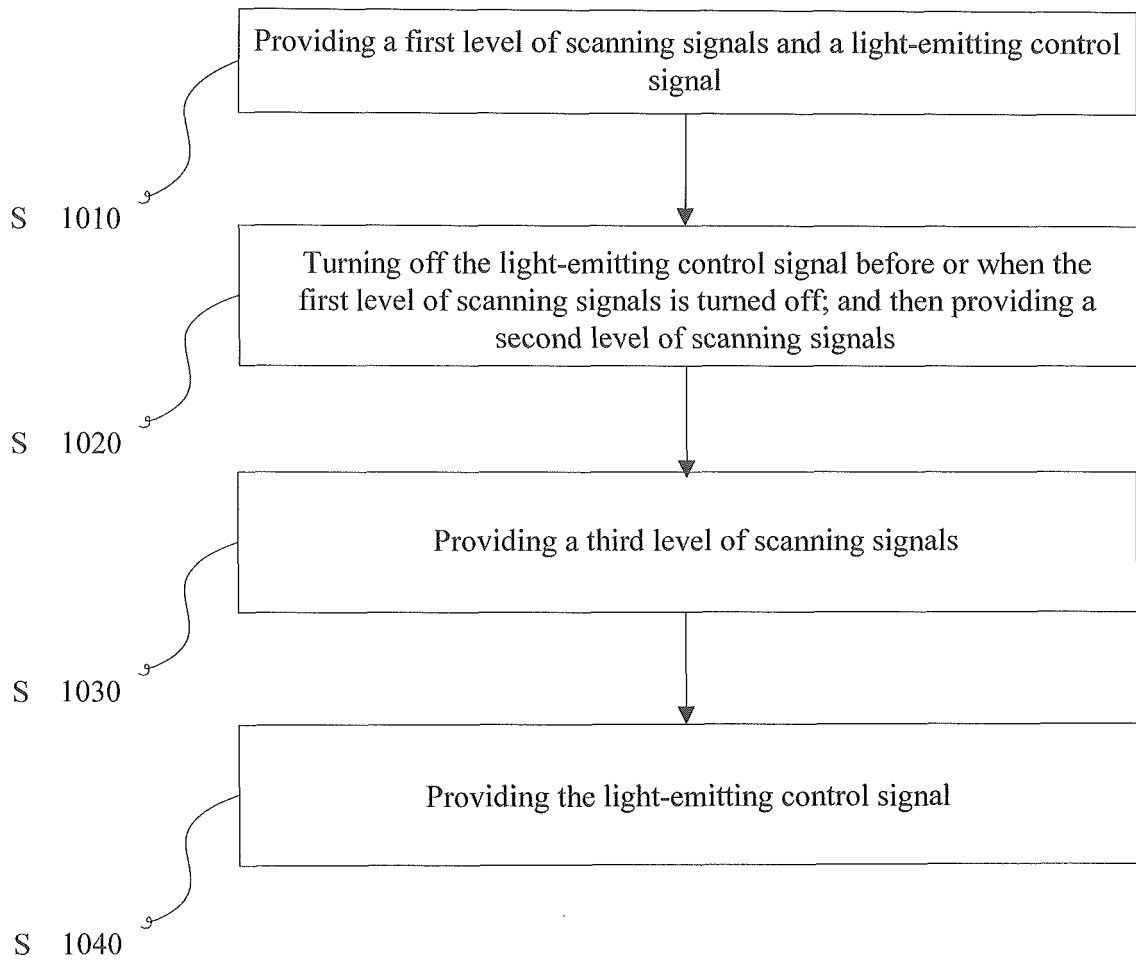 Providing a first level of scanning signals and a light-emitting control
signal
S 1010
Turning off the light-emitting control signal before or when the
first level of scanning signals is turned off; and then providing a
second level of scanning signals
S 1020
Providing a third level of scanning signals
S 1030
Providing the light-emitting control signal
S 1040